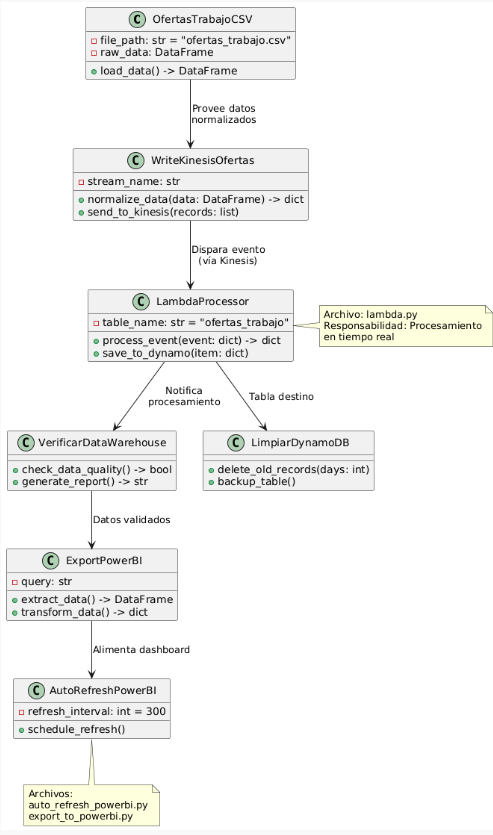 C OfertasTrabajoCSV
file_path: str = "ofertas_trabajo.csv"
raw_data: DataFrame
load_data() -> DataFrame
Provee datos
normalizados
C WriteKinesisOfertas
stream_name: str
normalize_data(data: DataFrame) -> dict
send_to_kinesis(records: list)
Dispara evento
(vía Kinesis)
C LambdaProcessor
table_name: str = "ofertas_trabajo"
process_event(event: dict) -> dict
save_to_dynamo(item: dict)
Archivo: lambda.py
Responsabilidad: Procesamiento
en tiempo real
Notifica
procesamiento
Tabla destino
C VerificarDataWarehouse
check_data_quality() -> bool
generate_report() -> str
C LimpiarDynamoDB
delete_old_records(days: int)
backup_table()
Datos validados
C ExportPowerBI
query: str
extract_data() -> DataFrame
transform_data() -> dict
Alimenta dashboard
C AutoRefreshPowerBI
refresh_interval: int = 300
schedule_refresh()
Archivos:
auto_refresh_powerbi.py
export_to_powerbi.py